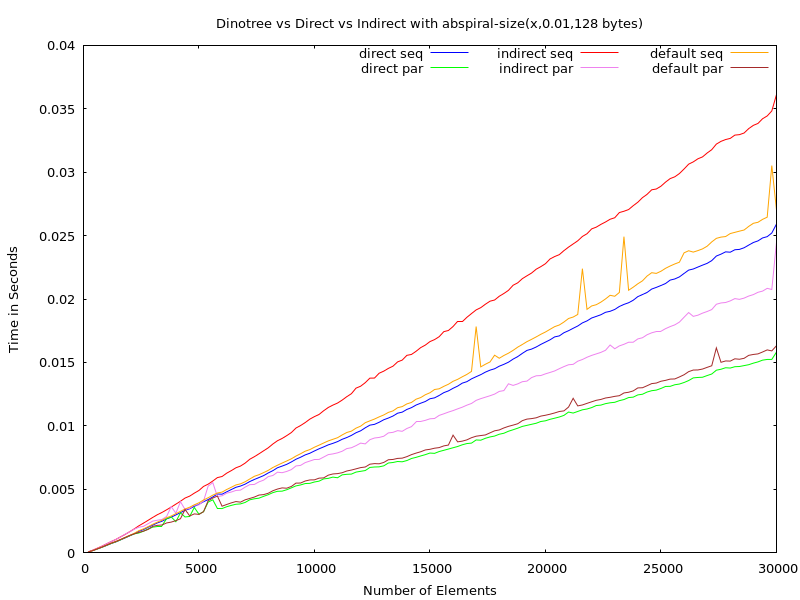 Dinotree vs Direct vs Indirect with abspiral-size(x,0.01,128 bytes)
0.04
direct seq indirect seq default seq
direct par indirect par default par
0.035
0.03
0.025
0.02
0.015
0.01
0.005
0
Time in Seconds
0 5000 10000 15000 20000 25000 30000
Number of Elements